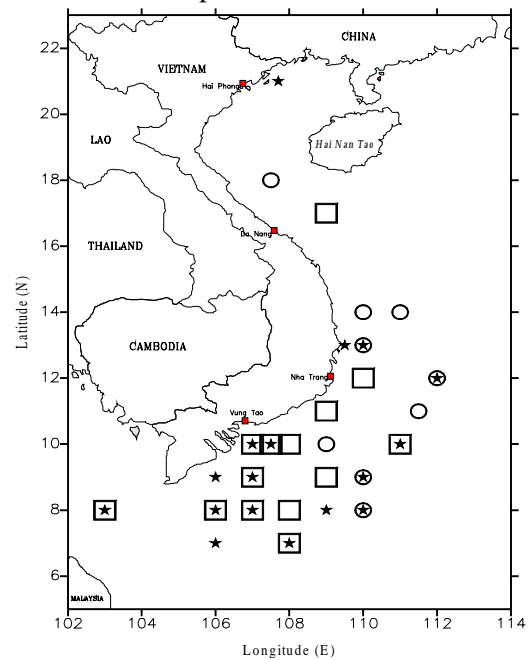 CHINA
22
VIETNAM
Hai Phong
20
LAO
Hai Nan Tao
18
Da Nang
16
THAILAND
Latitude (N)
14
CAMBODIA
12
Nha Trang
Vung Tao
10
8
6
MALAYSIA
102 104 106 108 110 112 114
Longitude (E)